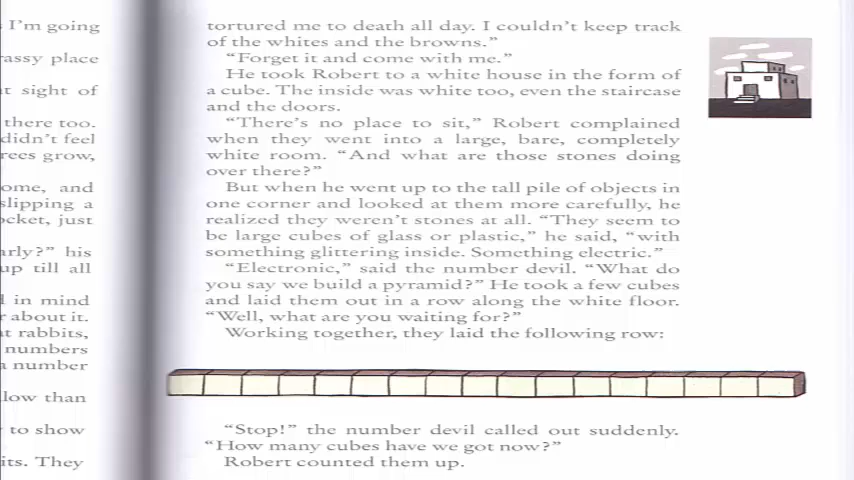 I'm going
assy place
sight of
there too.
didn't feel
rees grow,
ome, and
slipping a
ocket, just
arly?" his
up till all
in mind
about it.
rabbits,
numbers
a number
low than
to show
its. They
tortured me to death all day. I couldn't keep track
of the whites and the browns."
"Forget it and come with me."
He took Robert to a white house in the form of
a cube. The inside was white too, even the staircase
and the doors.
"There's no place to sit," Robert complained
when they went into a large, bare, completely
white room. "And what are those stones doing
over there?"
But when he went up to the tall pile of objects in
one corner and looked at them more carefully, he
realized they weren't stones at all. "They seem to
be large cubes of glass or plastic," he said, "with
something glittering inside. Something electric."
"Electronic," said the number devil. "What do
you say we build a pyramid?" He took a few cubes
and laid them out in a row along the white floor.
"Well, what are you waiting for?"
Working together, they laid the following row:
"Stop!" the number devil called out suddenly.
"How many cubes have we got now?"
Robert counted them up.